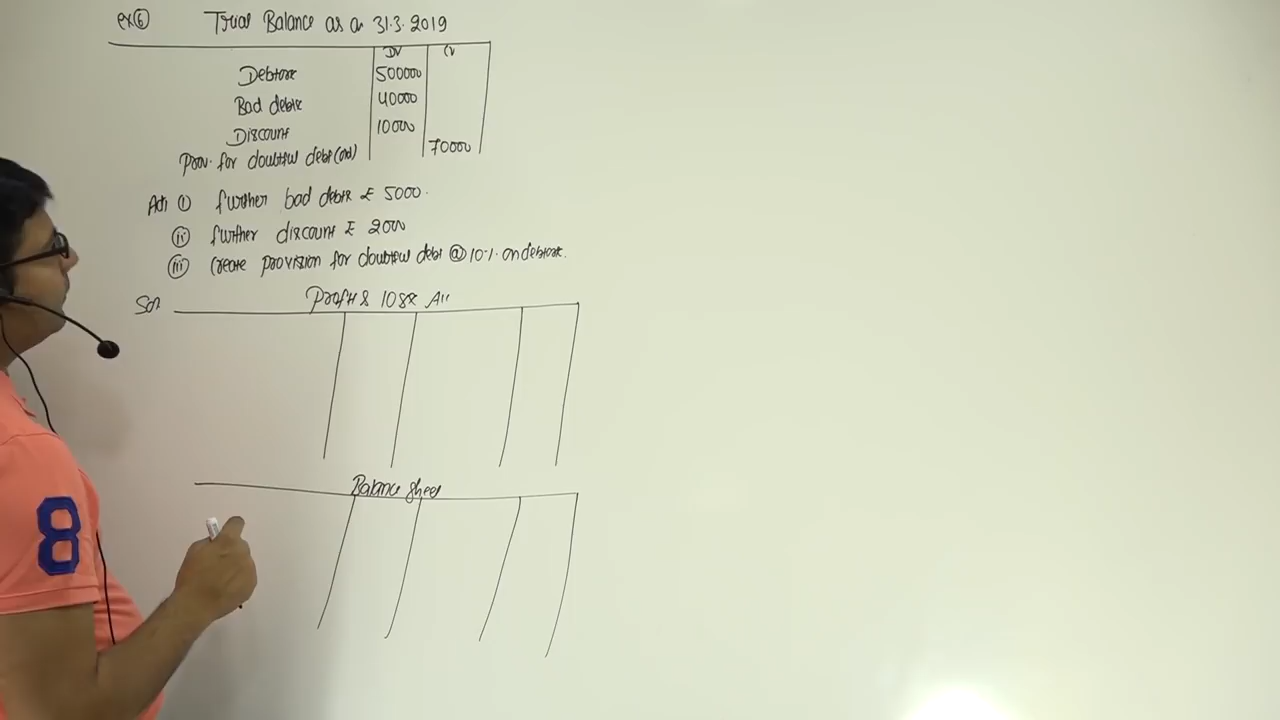 ex⑥ Trial Balance as on 31.3.2019
Dr Cr
Debtors 500000
Bad debts 40000
Discount 10000
Prov. for doubtful debt (old) 70000
Adj (i) further bad debts ₹ 5000.
(ii) further discount ₹ 2000
(iii) Create provision for doubtful debt @ 10% on debtors.
Sol. Profit & loss A/c
Balance sheet
8